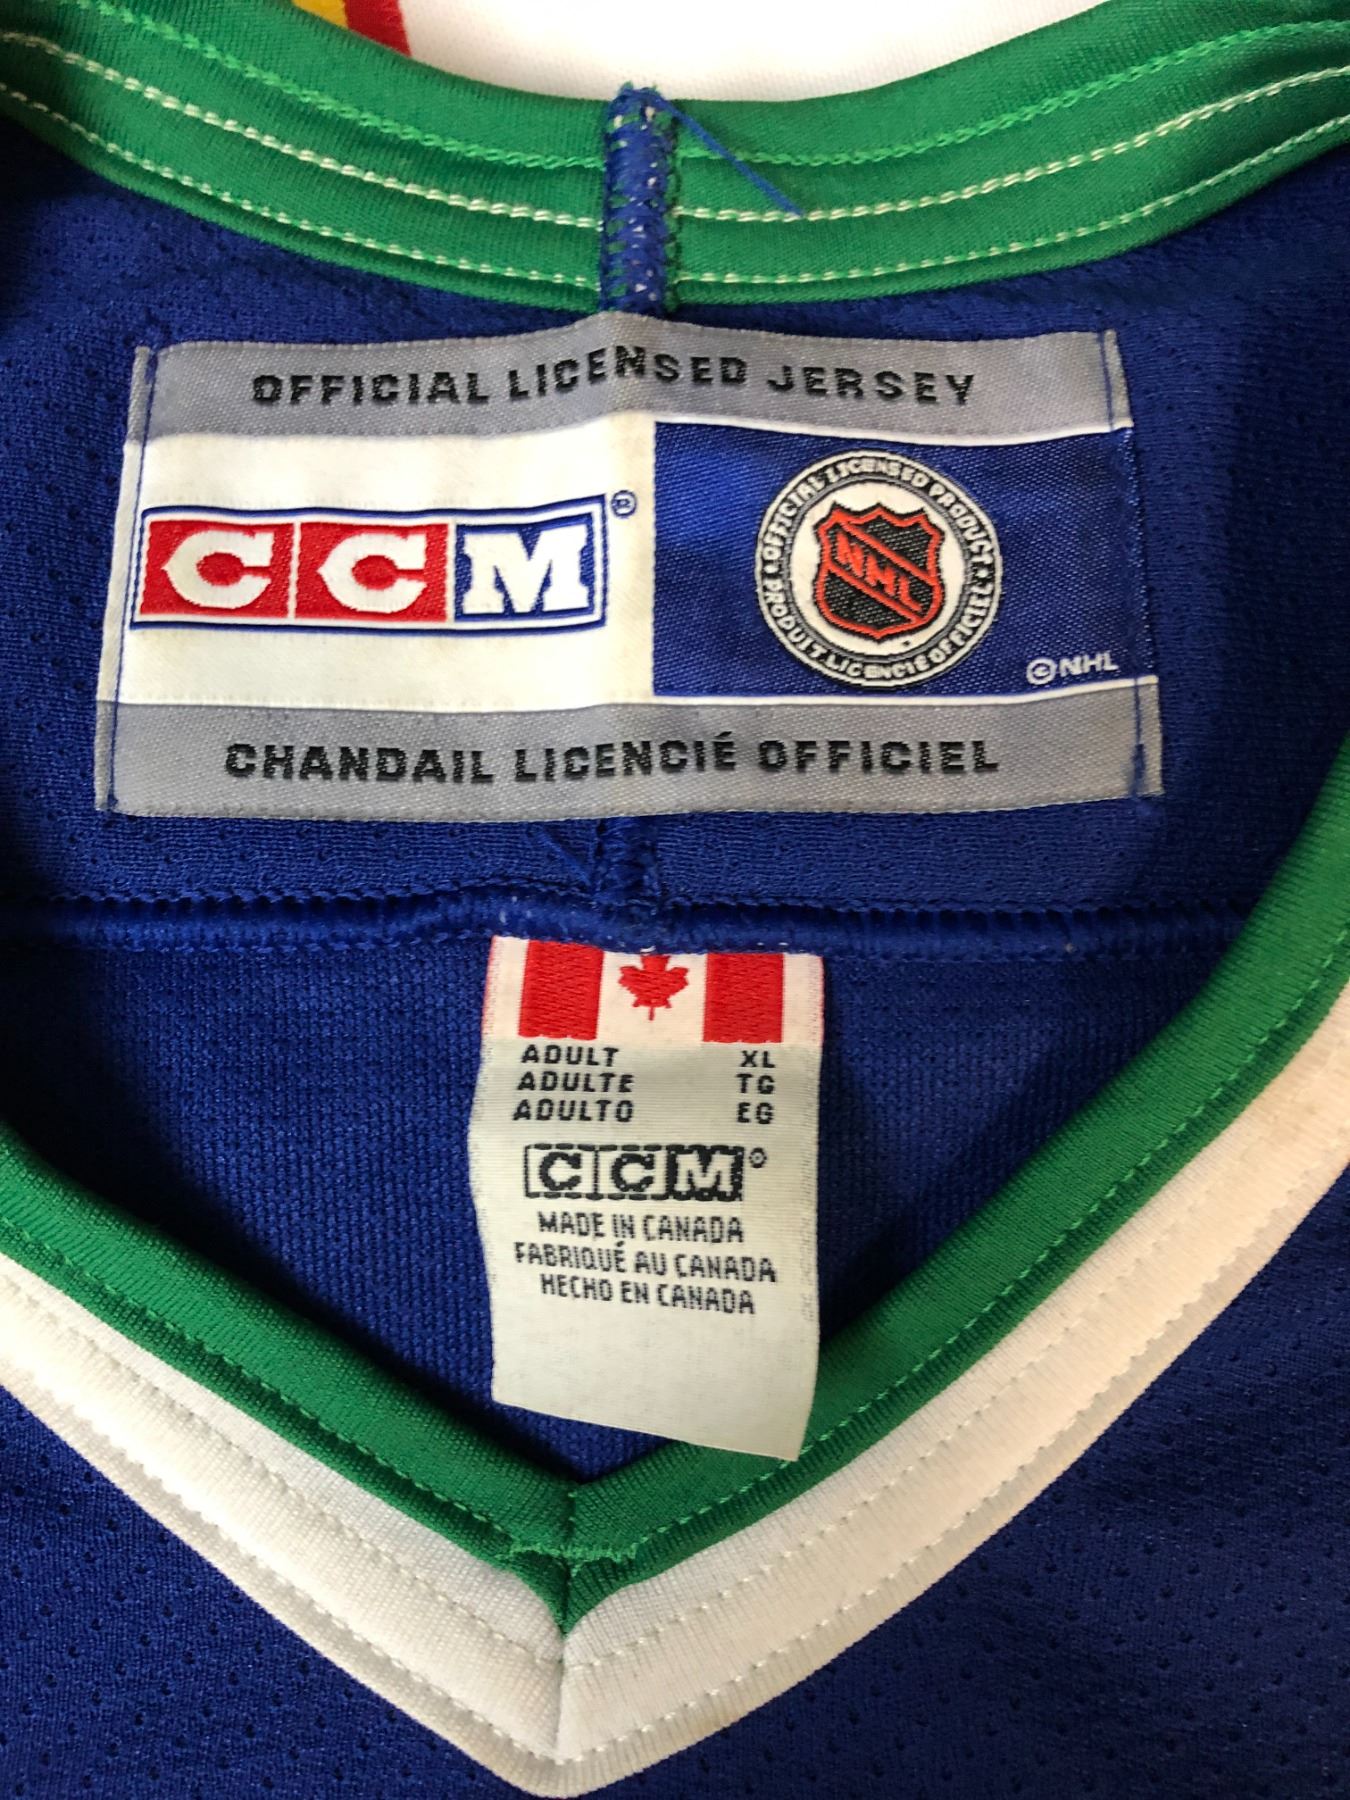 OFFICIAL LICENSED JERSEY
CCM®
OFFICIAL LICENSED PRODUCT
NHL
PRODUIT LICENCIÉ OFFICIEL
©NHL
CHANDAIL LICENCIÉ OFFICIEL
ADULT XL
ADULTE TG
ADULTO EG
CCM®
MADE IN CANADA
FABRIQUÉ AU CANADA
HECHO EN CANADA